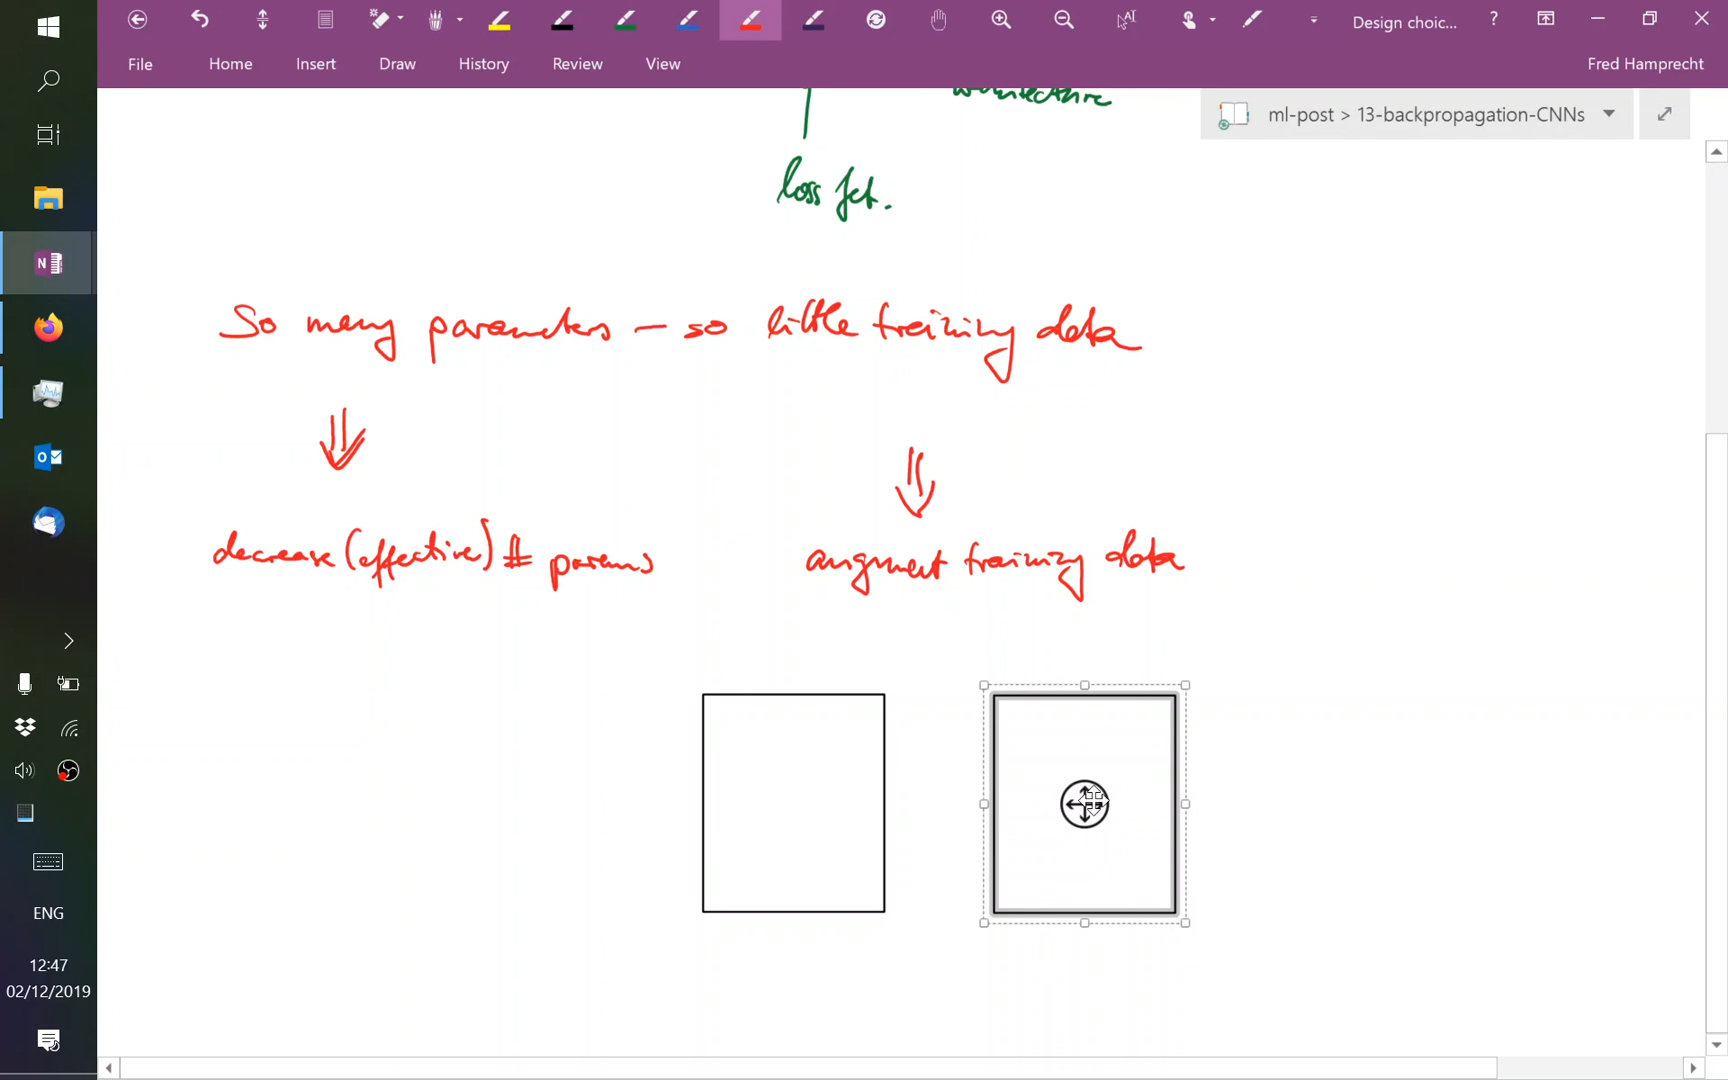 Design choic...
?
File
Home
Insert
Draw
History
Review
View
Fred Hamprecht
ml-post > 13-backpropagation-CNNs
architecture
loss fct.
So many parameters – so little training data
decrease (effective) # params
augment training data
ENG
12:47
02/12/2019